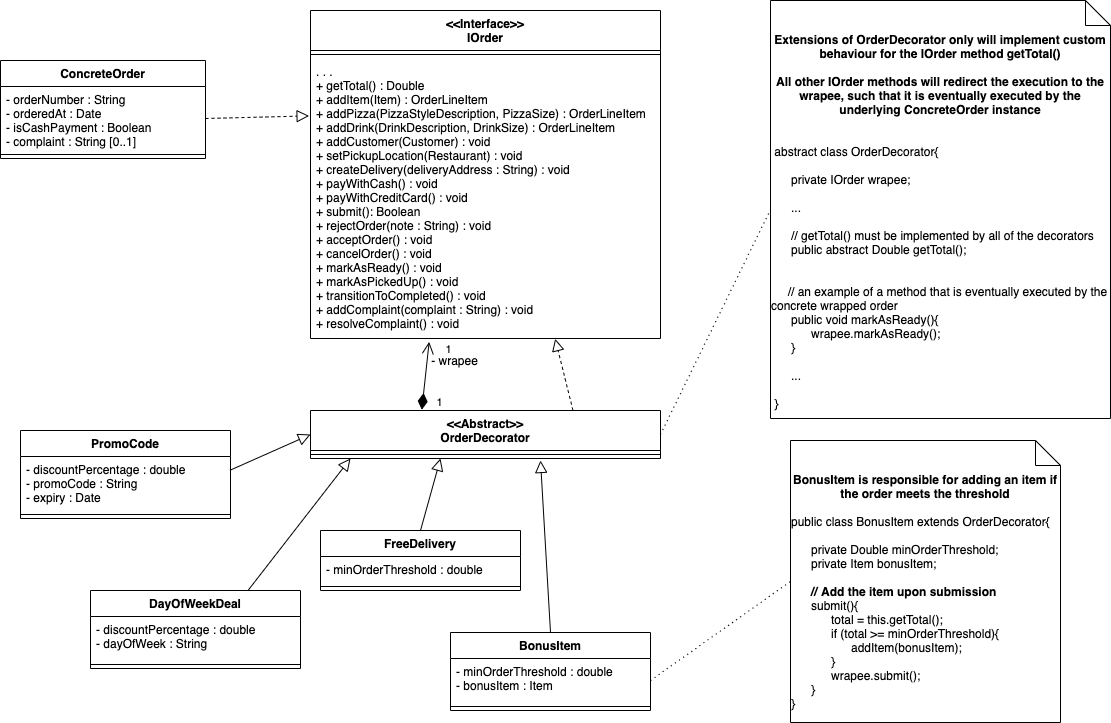 <<Interface>>
IOrder
. . .
+ getTotal() : Double
+ addItem(Item) : OrderLineItem
+ addPizza(PizzaStyleDescription, PizzaSize) : OrderLineItem
+ addDrink(DrinkDescription, DrinkSize) : OrderLineItem
+ addCustomer(Customer) : void
+ setPickupLocation(Restaurant) : void
+ createDelivery(deliveryAddress : String) : void
+ payWithCash() : void
+ payWithCreditCard() : void
+ submit(): Boolean
+ rejectOrder(note : String) : void
+ acceptOrder() : void
+ cancelOrder() : void
+ markAsReady() : void
+ markAsPickedUp() : void
+ transitionToCompleted() : void
+ addComplaint(complaint : String) : void
+ resolveComplaint() : void
ConcreteOrder
- orderNumber : String
- orderedAt : Date
- isCashPayment : Boolean
- complaint : String [0..1]
Extensions of OrderDecorator only will implement custom
behaviour for the IOrder method getTotal()
All other IOrder methods will redirect the execution to the
wrapee, such that it is eventually executed by the
underlying ConcreteOrder instance
abstract class OrderDecorator{
private IOrder wrapee;
...
// getTotal() must be implemented by all of the decorators
public abstract Double getTotal();
// an example of a method that is eventually executed by the
concrete wrapped order
public void markAsReady(){
wrapee.markAsReady();
}
...
}
1
- wrapee
1
<<Abstract>>
OrderDecorator
PromoCode
- discountPercentage : double
- promoCode : String
- expiry : Date
FreeDelivery
- minOrderThreshold : double
DayOfWeekDeal
- discountPercentage : double
- dayOfWeek : String
BonusItem
- minOrderThreshold : double
- bonusItem : Item
BonusItem is responsible for adding an item if
the order meets the threshold
public class BonusItem extends OrderDecorator{
private Double minOrderThreshold;
private Item bonusItem;
// Add the item upon submission
submit(){
total = this.getTotal();
if (total >= minOrderThreshold){
addItem(bonusItem);
}
wrapee.submit();
}
}